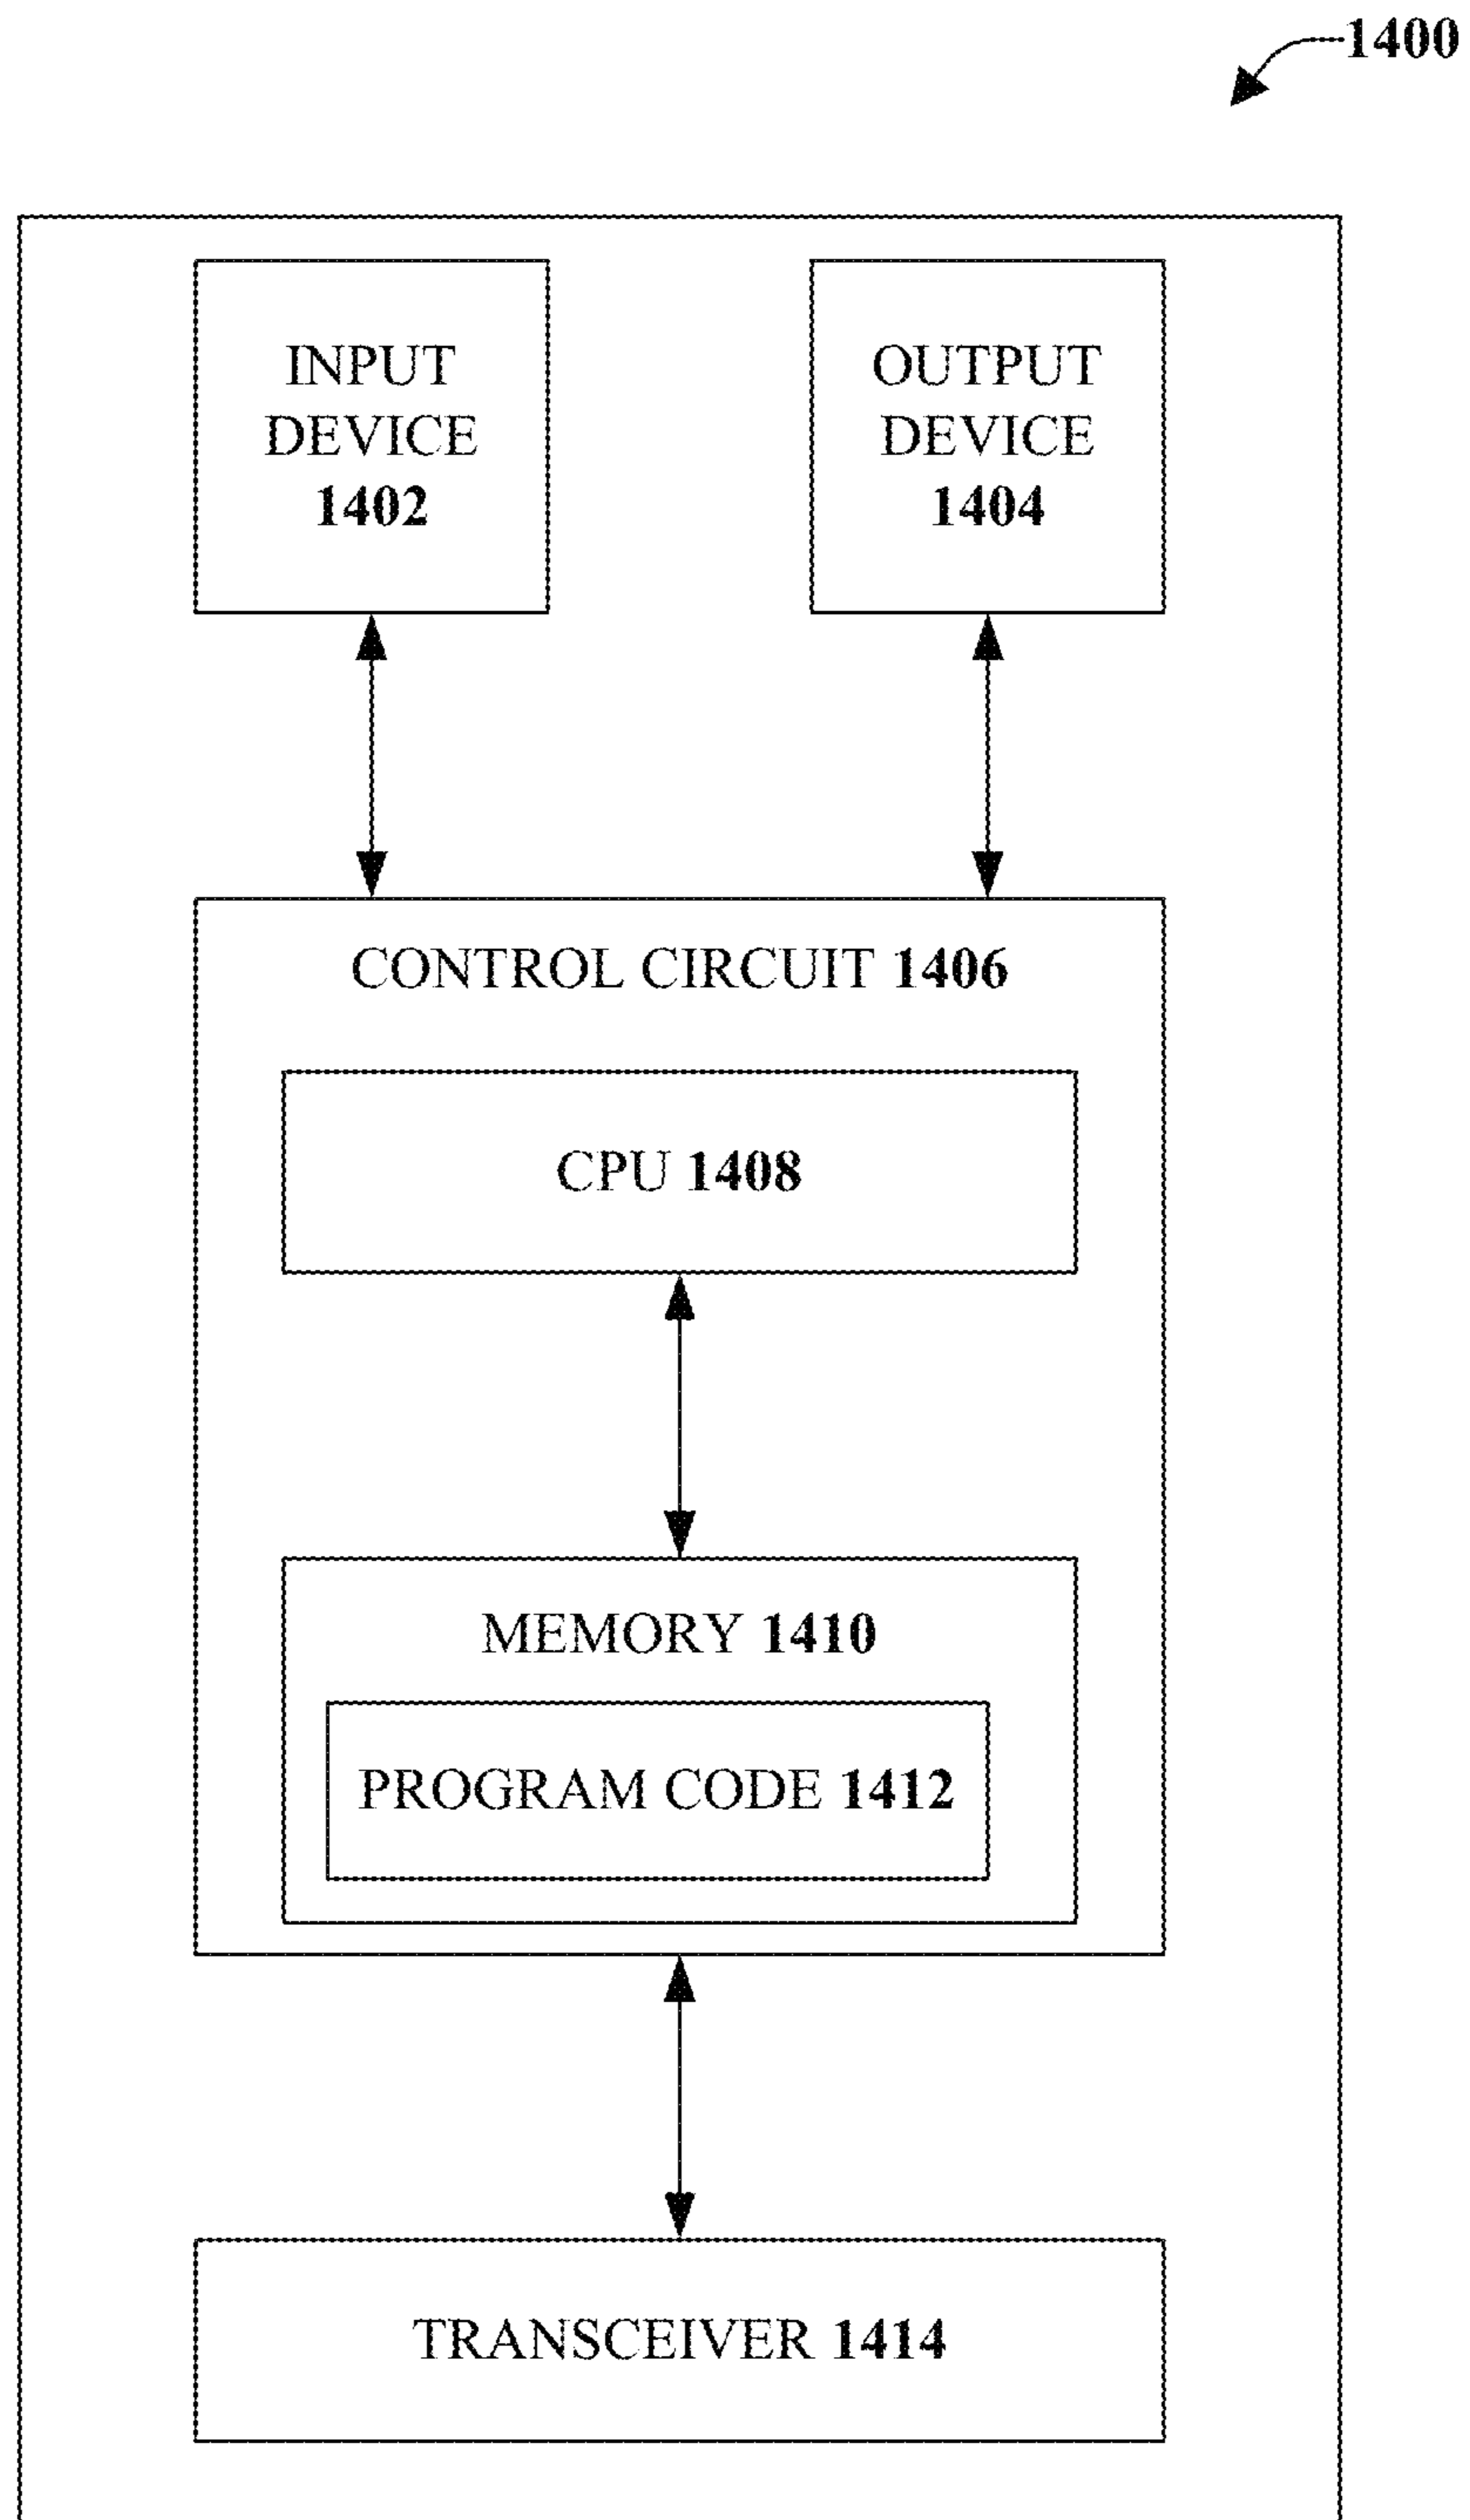 1400
INPUT
DEVICE
1402
OUTPUT
DEVICE
1404
CONTROL CIRCUIT 1406
CPU 1408
MEMORY 1410
PROGRAM CODE 1412
TRANSCEIVER 1414